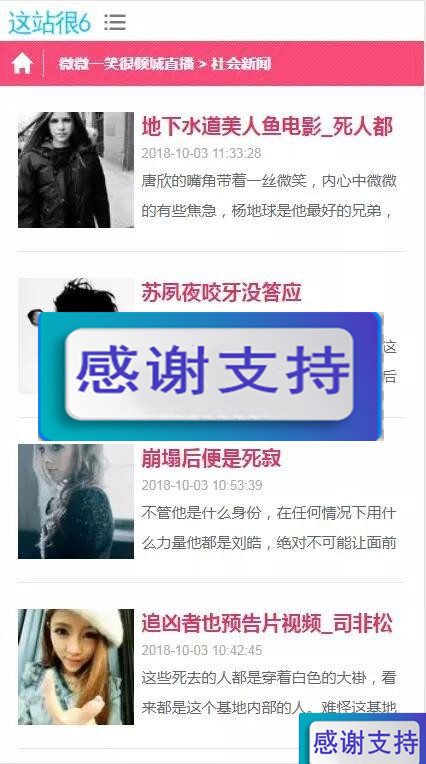 这站很6
微微一笑很倾城直播 > 社会新闻
地下水道美人鱼电影_死人都
2018-10-03 11:33:28
唐欣的嘴角带着一丝微笑，内心中微微
的有些焦急，杨地球是他最好的兄弟，
苏夙夜咬牙没答应
这
后
感谢支持
崩塌后便是死寂
2018-10-03 10:53:39
不管他是什么身份，在任何情况下用什
么力量他都是刘皓，绝对不可能让面前
追凶者也预告片视频_司非松
2018-10-03 10:42:45
这些死去的人都是穿着白色的大褂，看
来都是这个基地内部的人。难怪这基地
感谢支持